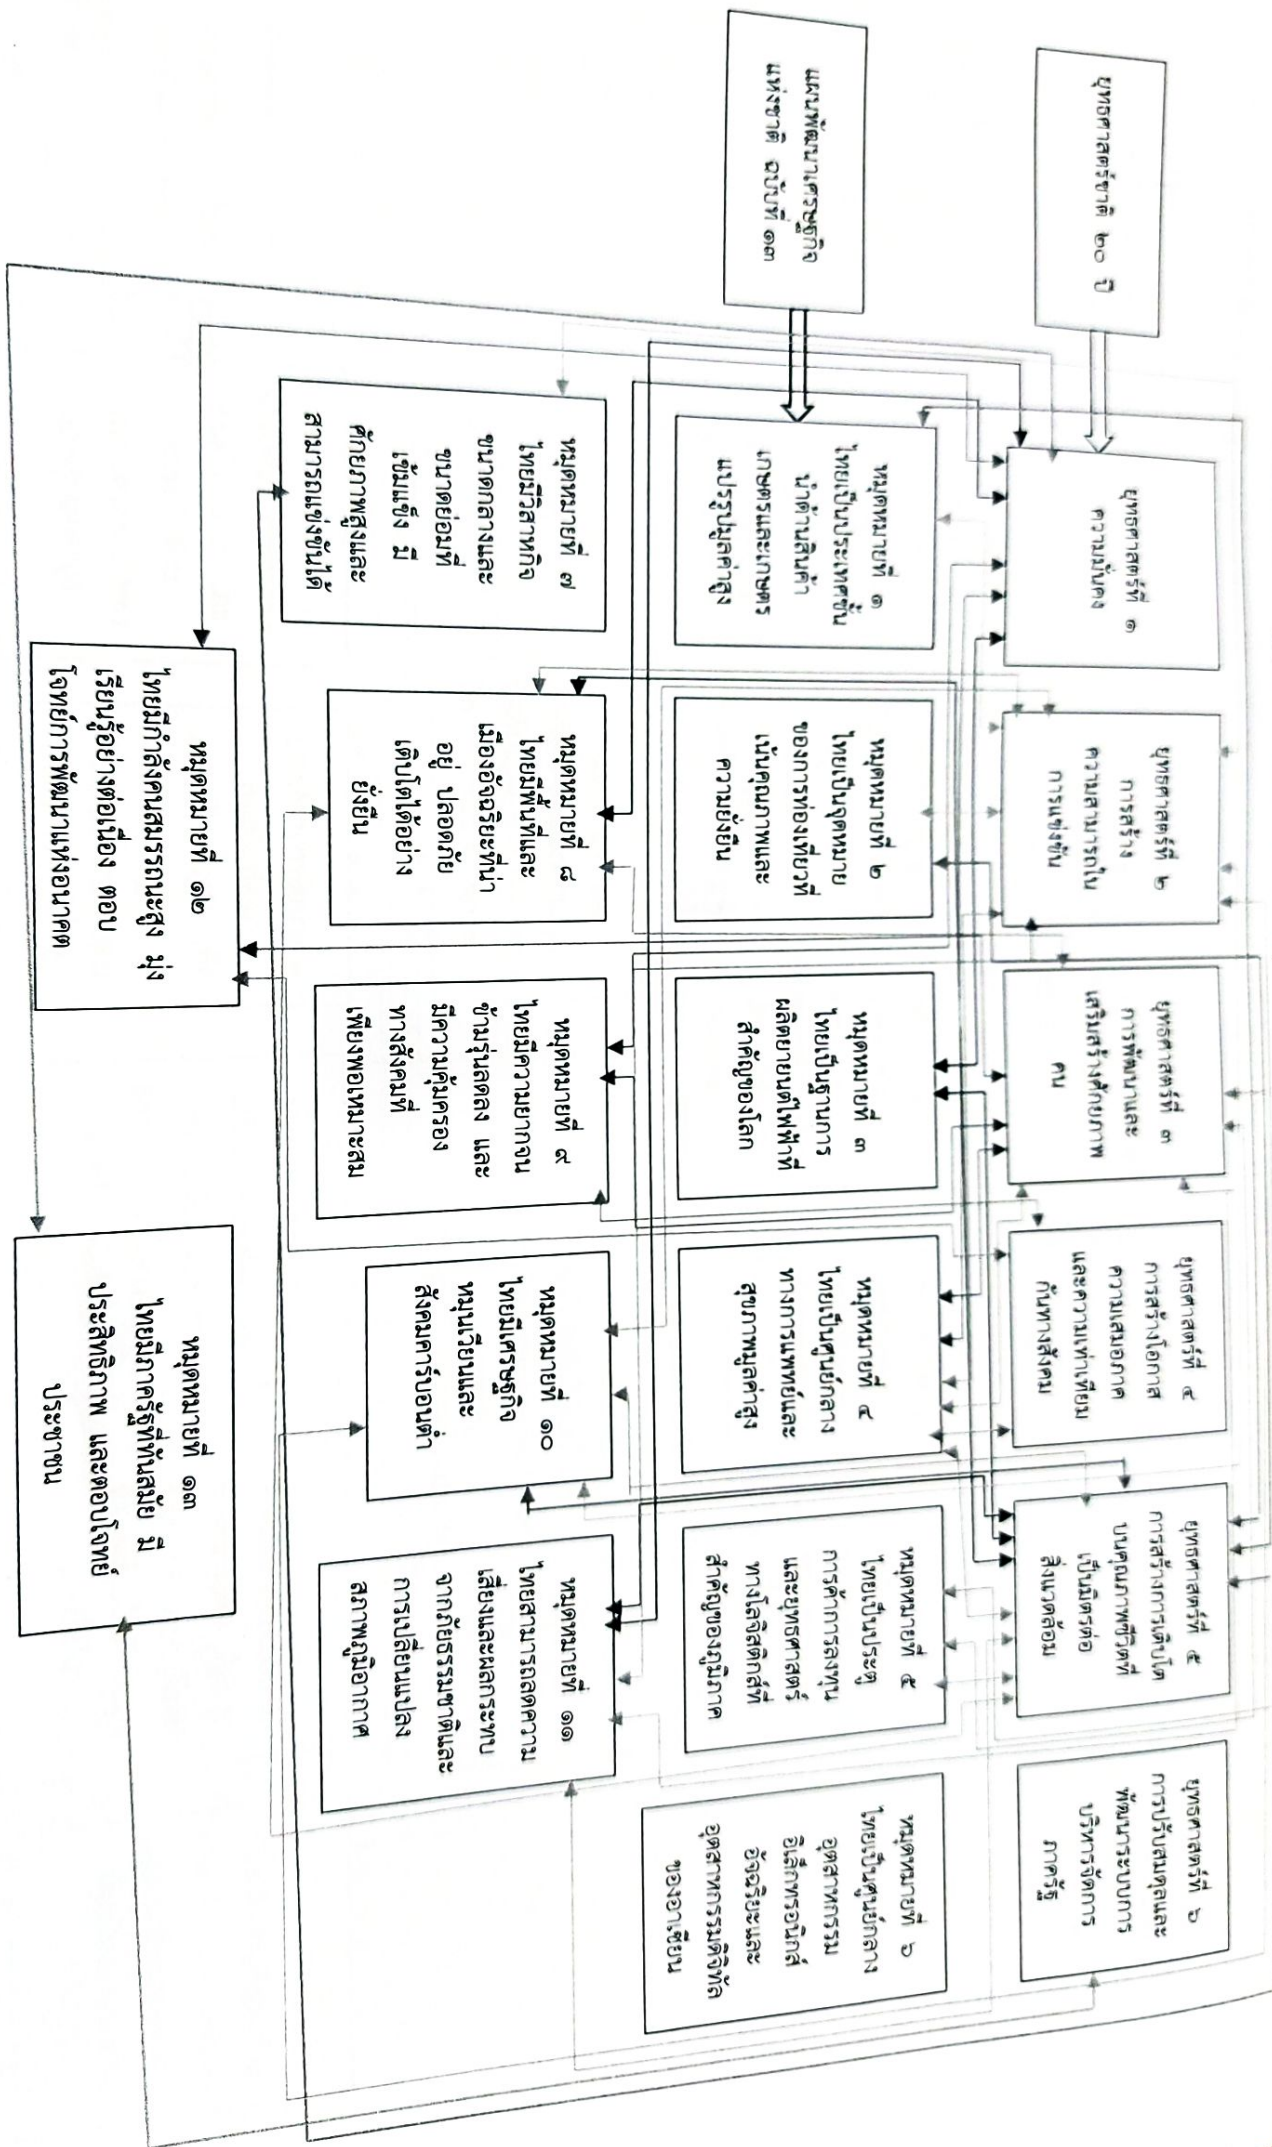 ยุทธศาสตร์ชาติ ๒๐ ปี
ยุทธศาสตร์ที่ ๑
ความมั่นคง
ยุทธศาสตร์ที่ ๒
การสร้าง
ความสามารถใน
การแข่งขัน
ยุทธศาสตร์ที่ ๓
การพัฒนาและ
เสริมสร้างศักยภาพ
คน
ยุทธศาสตร์ที่ ๔
การสร้างโอกาส
ความเสมอภาค
และความเท่าเทียม
กันทางสังคม
ยุทธศาสตร์ที่ ๕
การสร้างการเติบโต
บนคุณภาพชีวิตที่
เป็นมิตรต่อ
สิ่งแวดล้อม
ยุทธศาสตร์ที่ ๖
การปรับสมดุลและ
พัฒนาระบบการ
บริหารจัดการ
ภาครัฐ
แผนพัฒนาเศรษฐกิจ
แห่งชาติ ฉบับที่ ๑๓
หมุดหมายที่ ๑
ไทยเป็นประเทศชั้น
นำด้านสินค้า
เกษตรและเกษตร
แปรรูปมูลค่าสูง
หมุดหมายที่ ๒
ไทยเป็นจุดหมาย
ของการท่องเที่ยวที่
เน้นคุณภาพและ
ความยั่งยืน
หมุดหมายที่ ๓
ไทยเป็นฐานการ
ผลิตยายนต์ไฟฟ้าที่
สำคัญของโลก
หมุดหมายที่ ๔
ไทยเป็นศูนย์กลาง
ทางการแพทย์และ
สุขภาพมูลค่าสูง
หมุดหมายที่ ๕
ไทยเป็นประตู
การค้าการลงทุน
และยุทธศาสตร์
ทางโลจิสติกส์ที่
สำคัญของภูมิภาค
หมุดหมายที่ ๖
ไทยเป็นศูนย์กลาง
อุตสาหกรรม
อิเล็กทรอนิกส์
อัจฉริยะและ
อุตสาหกรรมดิจิทัล
ของอาเซียน
หมุดหมายที่ ๗
ไทยมีวิสาหกิจ
ขนาดกลางและ
ขนาดย่อมที่
เข้มแข็ง มี
ศักยภาพสูงและ
สามารถแข่งขันได้
หมุดหมายที่ ๘
ไทยมีพื้นที่และ
เมืองอัจฉริยะที่น่า
อยู่ ปลอดภัย
เติบโตได้อย่าง
ยั่งยืน
หมุดหมายที่ ๙
ไทยมีความยากจน
ข้ามรุ่นลดลง และ
มีความคุ้มครอง
ทางสังคมที่
เพียงพอเหมาะสม
หมุดหมายที่ ๑๐
ไทยมีเศรษฐกิจ
หมุนเวียนและ
สังคมคาร์บอนต่ำ
หมุดหมายที่ ๑๑
ไทยสามารถลดความ
เสี่ยงและผลกระทบ
จากภัยธรรมชาติและ
การเปลี่ยนแปลง
สภาพภูมิอากาศ
หมุดหมายที่ ๑๒
ไทยมีกำลังคนสมรรถนะสูง มุ่ง
เรียนรู้อย่างต่อเนื่อง ตอบ
โจทย์การพัฒนาแห่งอนาคต
หมุดหมายที่ ๑๓
ไทยมีภาครัฐที่ทันสมัย มี
ประสิทธิภาพ และตอบโจทย์
ประชาชน